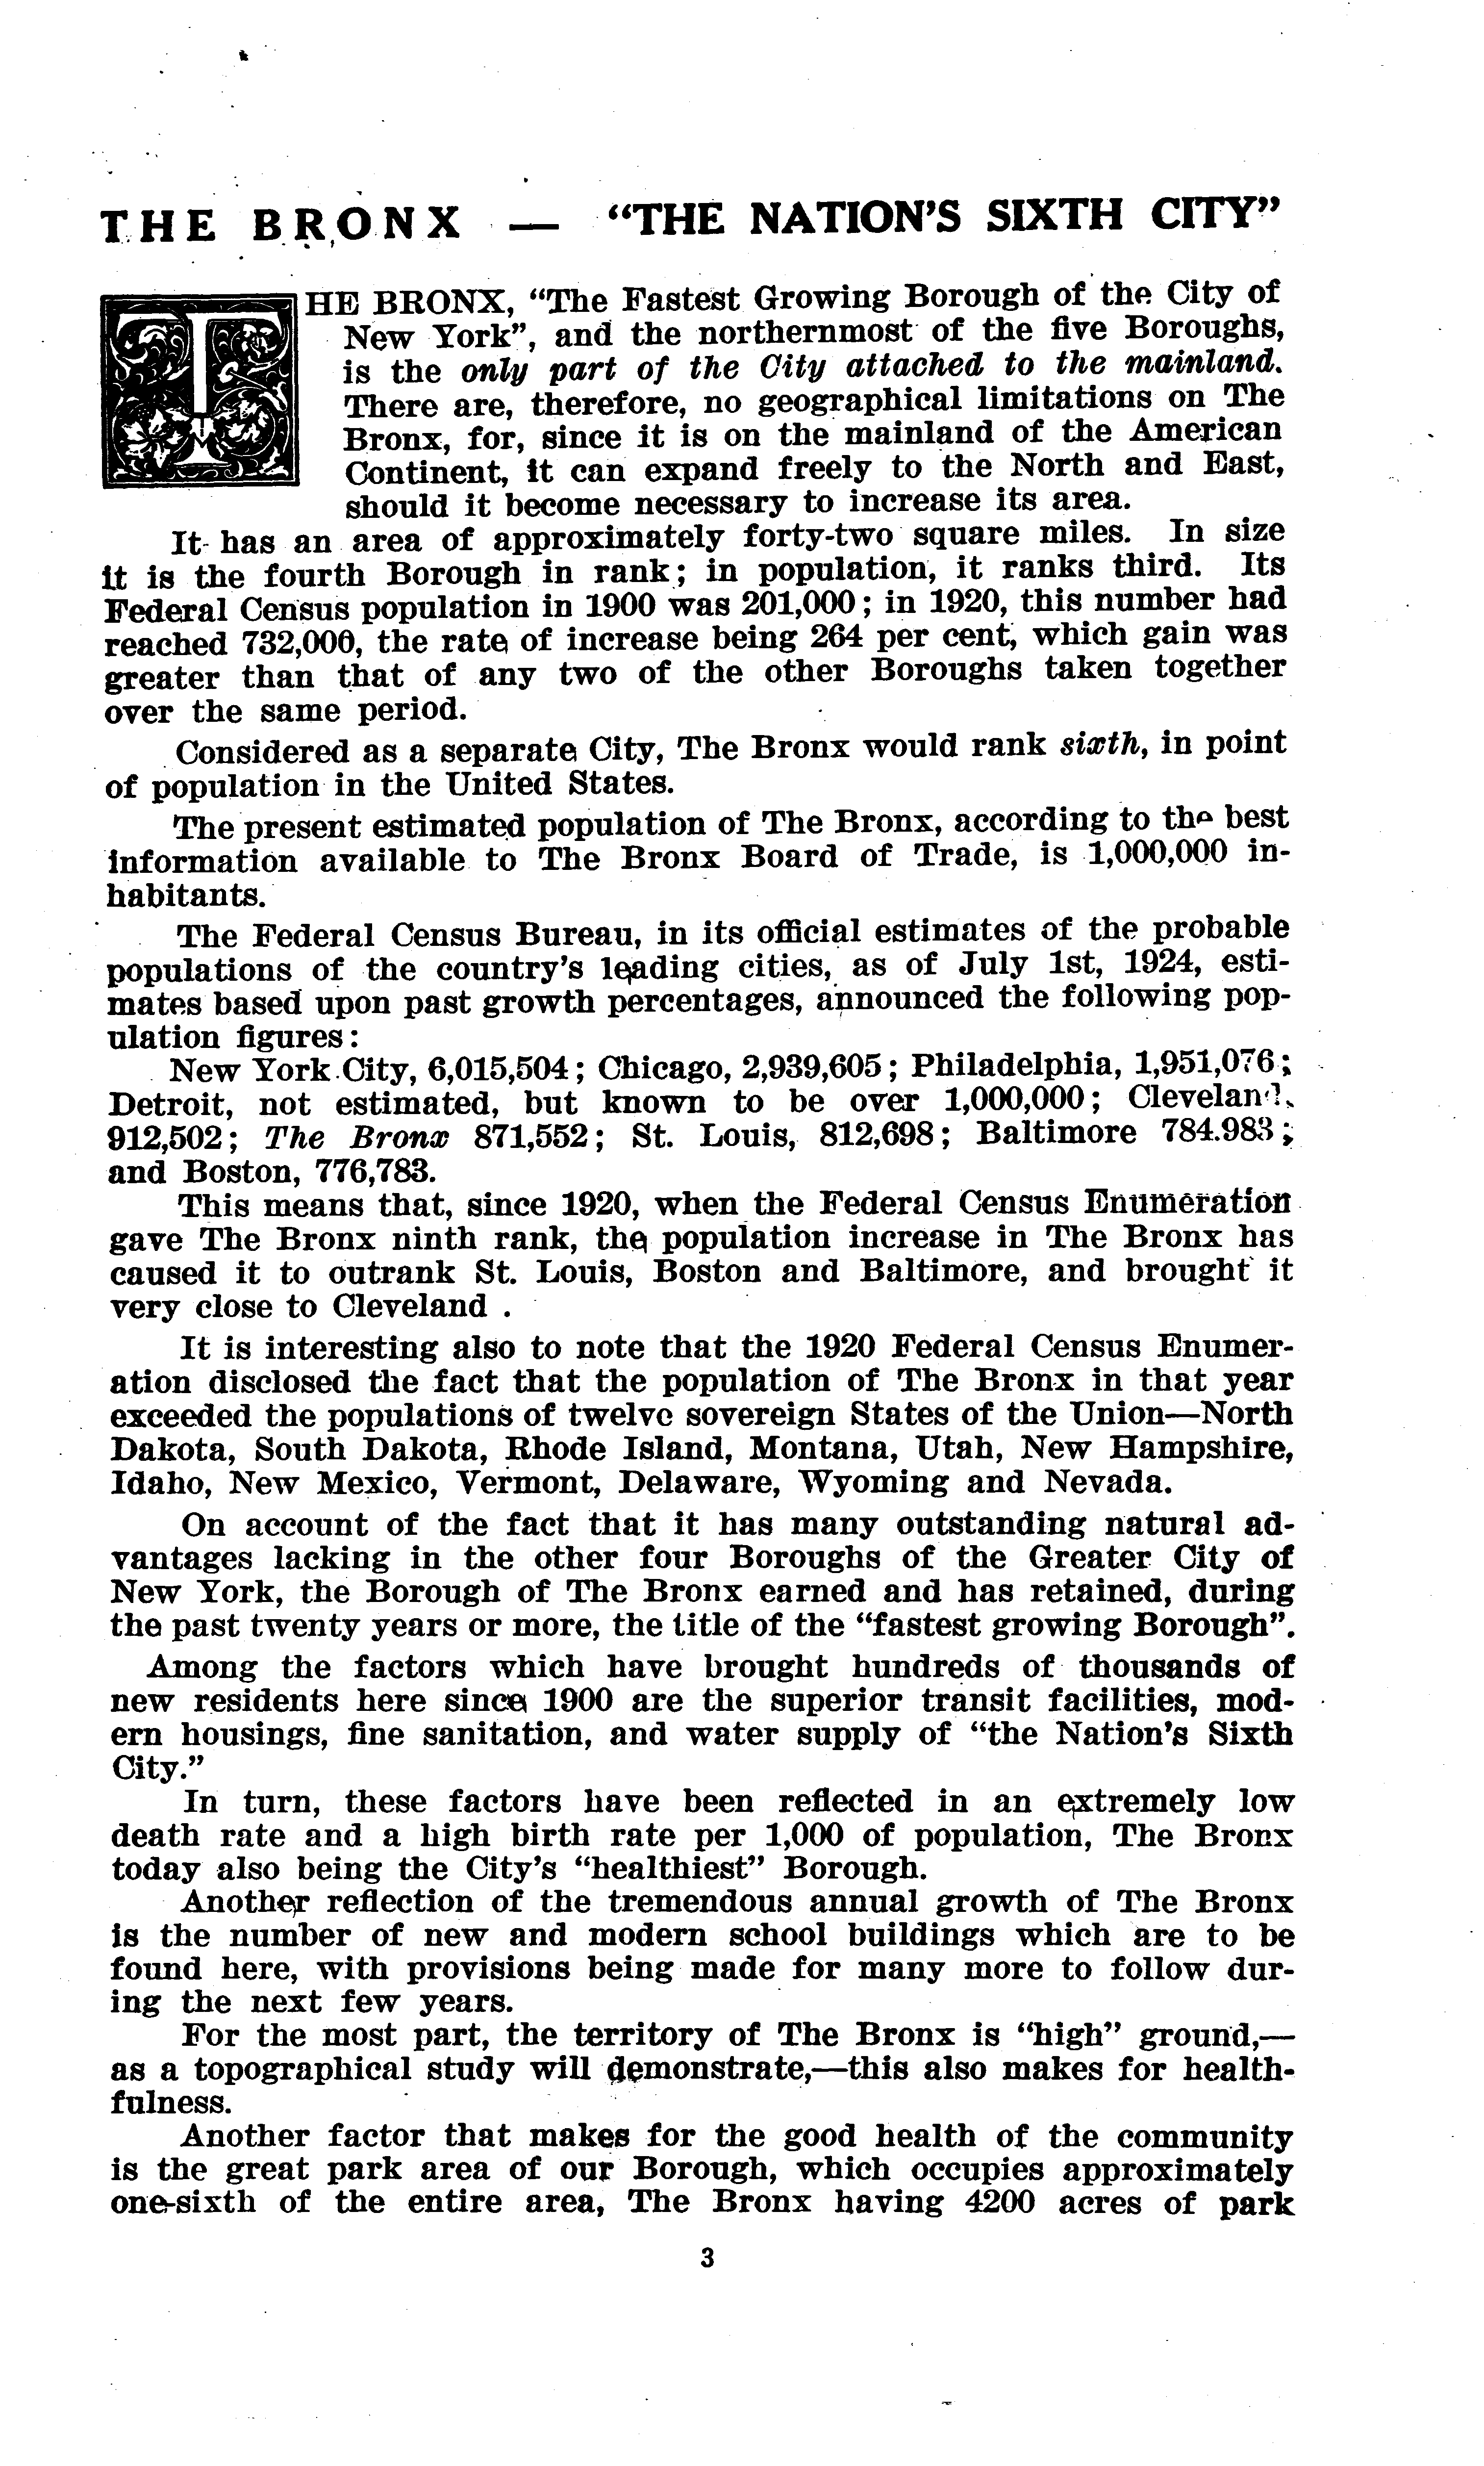 THE BRONX — “THE NATION’S SIXTH CITY”
THE BRONX, “The Fastest Growing Borough of the City of
New York”, and the northernmost of the five Boroughs,
is the only part of the City attached to the mainland.
There are, therefore, no geographical limitations on The
Bronx, for, since it is on the mainland of the American
Continent, it can expand freely to the North and East,
should it become necessary to increase its area.
It has an area of approximately forty-two square miles. In size
it is the fourth Borough in rank; in population, it ranks third. Its
Federal Census population in 1900 was 201,000; in 1920, this number had
reached 732,000, the rate of increase being 264 per cent, which gain was
greater than that of any two of the other Boroughs taken together
over the same period.
Considered as a separate City, The Bronx would rank sixth, in point
of population in the United States.
The present estimated population of The Bronx, according to the best
information available to The Bronx Board of Trade, is 1,000,000 in-
habitants.
The Federal Census Bureau, in its official estimates of the probable
populations of the country’s leading cities, as of July 1st, 1924, esti-
mates based upon past growth percentages, announced the following pop-
ulation figures:
New York City, 6,015,504; Chicago, 2,939,605; Philadelphia, 1,951,076;
Detroit, not estimated, but known to be over 1,000,000; Cleveland,
912,502; The Bronx 871,552; St. Louis, 812,698; Baltimore 784.983;
and Boston, 776,783.
This means that, since 1920, when the Federal Census Enumeration
gave The Bronx ninth rank, the population increase in The Bronx has
caused it to outrank St. Louis, Boston and Baltimore, and brought it
very close to Cleveland .
It is interesting also to note that the 1920 Federal Census Enumer-
ation disclosed the fact that the population of The Bronx in that year
exceeded the populations of twelve sovereign States of the Union—North
Dakota, South Dakota, Rhode Island, Montana, Utah, New Hampshire,
Idaho, New Mexico, Vermont, Delaware, Wyoming and Nevada.
On account of the fact that it has many outstanding natural ad-
vantages lacking in the other four Boroughs of the Greater City of
New York, the Borough of The Bronx earned and has retained, during
the past twenty years or more, the title of the “fastest growing Borough”.
Among the factors which have brought hundreds of thousands of
new residents here since 1900 are the superior transit facilities, mod-
ern housings, fine sanitation, and water supply of “the Nation’s Sixth
City.”
In turn, these factors have been reflected in an extremely low
death rate and a high birth rate per 1,000 of population, The Bronx
today also being the City’s “healthiest” Borough.
Another reflection of the tremendous annual growth of The Bronx
is the number of new and modern school buildings which are to be
found here, with provisions being made for many more to follow dur-
ing the next few years.
For the most part, the territory of The Bronx is “high” ground,—
as a topographical study will demonstrate,—this also makes for health-
fulness.
Another factor that makes for the good health of the community
is the great park area of our Borough, which occupies approximately
one-sixth of the entire area, The Bronx having 4200 acres of park
3